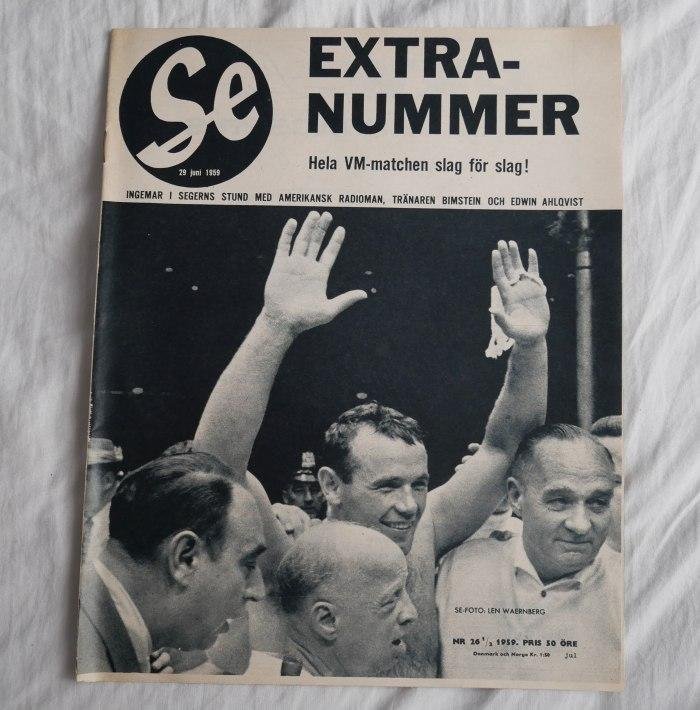 Se
29 juni 1959
EXTRA-
NUMMER
Hela VM-matchen slag för slag!
INGEMAR I SEGERNS STUND MED AMERIKANSK RADIOMAN, TRÄNAREN BIMSTEIN OCH EDWIN AHLQVIST
SE-FOTO: LEN WAERNBERG
NR 26 1/2 1959. PRIS 50 ÖRE
Danmark och Norge Kr. 1:50 jul